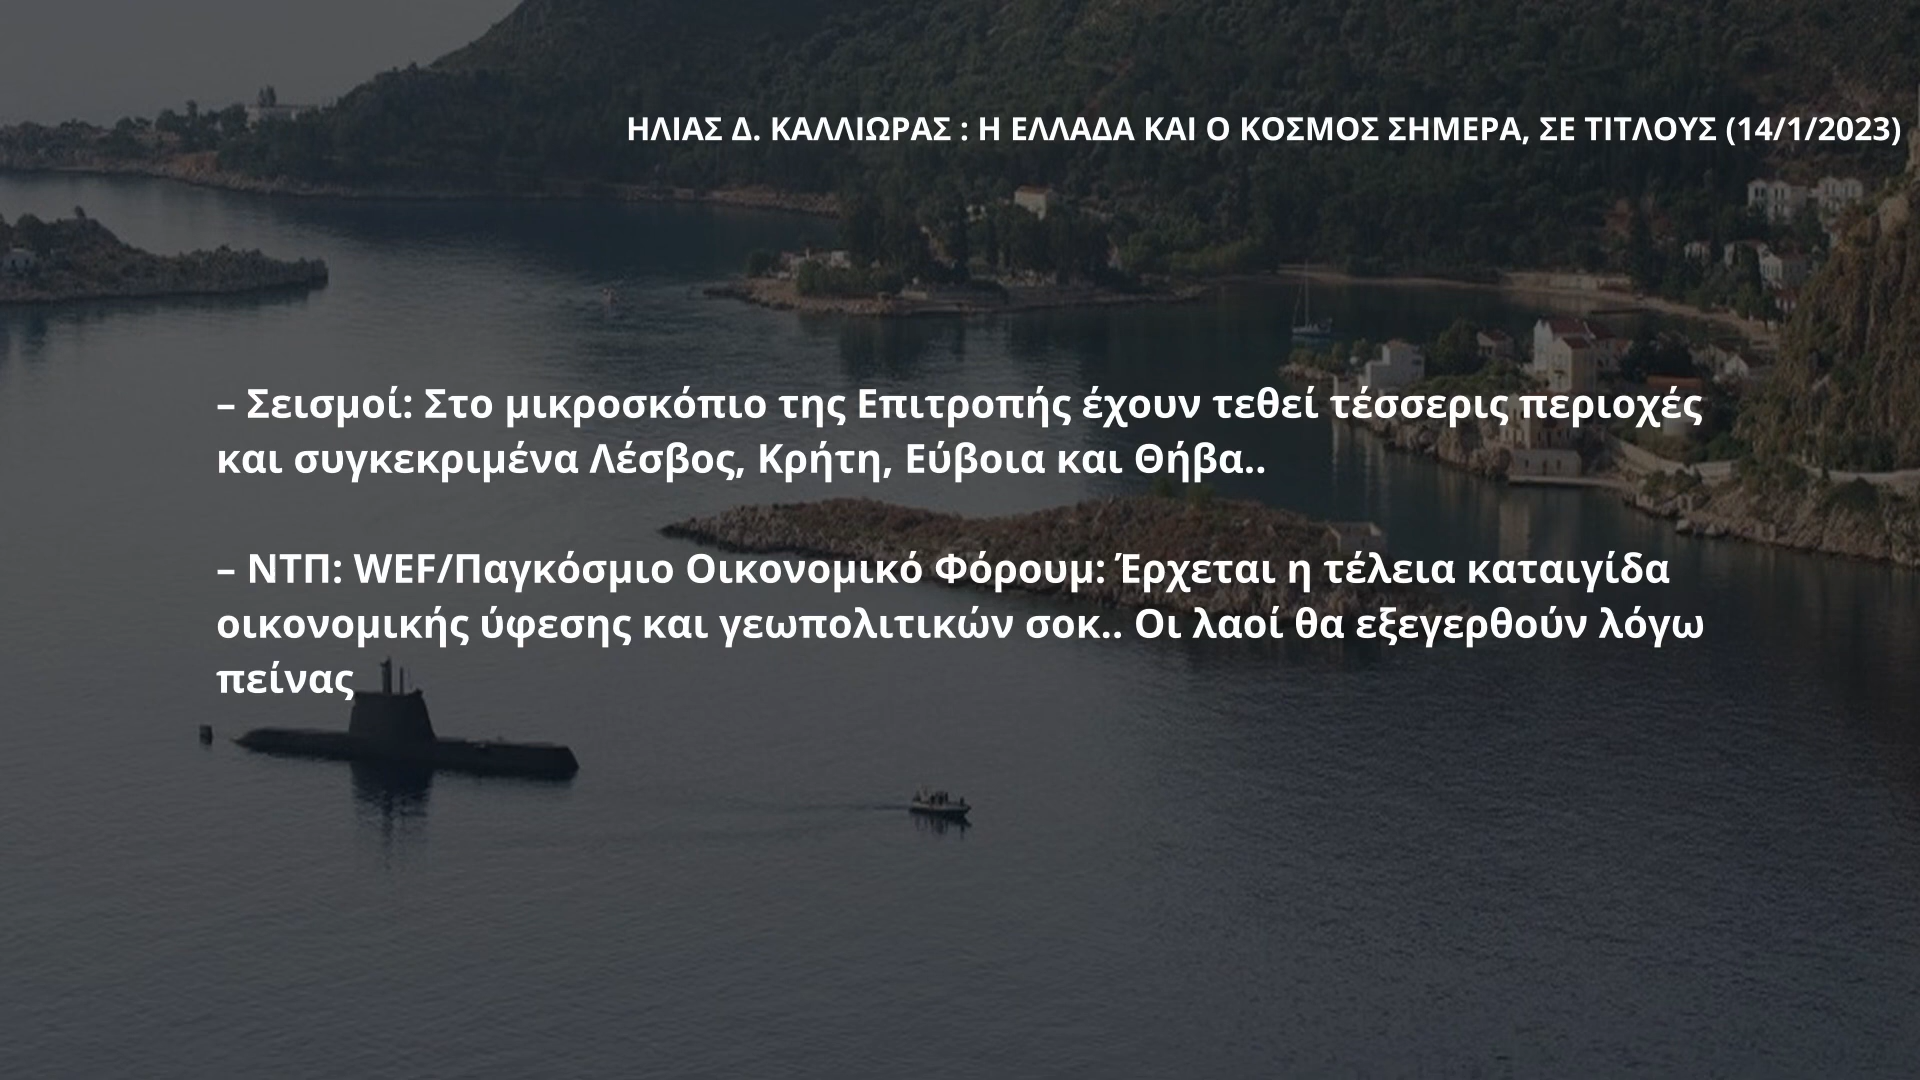 ΗΛΙΑΣ Δ. ΚΑΛΛΙΩΡΑΣ : Η ΕΛΛΑΔΑ ΚΑΙ Ο ΚΟΣΜΟΣ ΣΗΜΕΡΑ, ΣΕ ΤΙΤΛΟΥΣ (14/1/2023)
– Σεισμοί: Στο μικροσκόπιο της Επιτροπής έχουν τεθεί τέσσερις περιοχές
και συγκεκριμένα Λέσβος, Κρήτη, Εύβοια και Θήβα..
– ΝΤΠ: WEF/Παγκόσμιο Οικονομικό Φόρουμ: Έρχεται η τέλεια καταιγίδα
οικονομικής ύφεσης και γεωπολιτικών σοκ.. Οι λαοί θα εξεγερθούν λόγω
πείνας